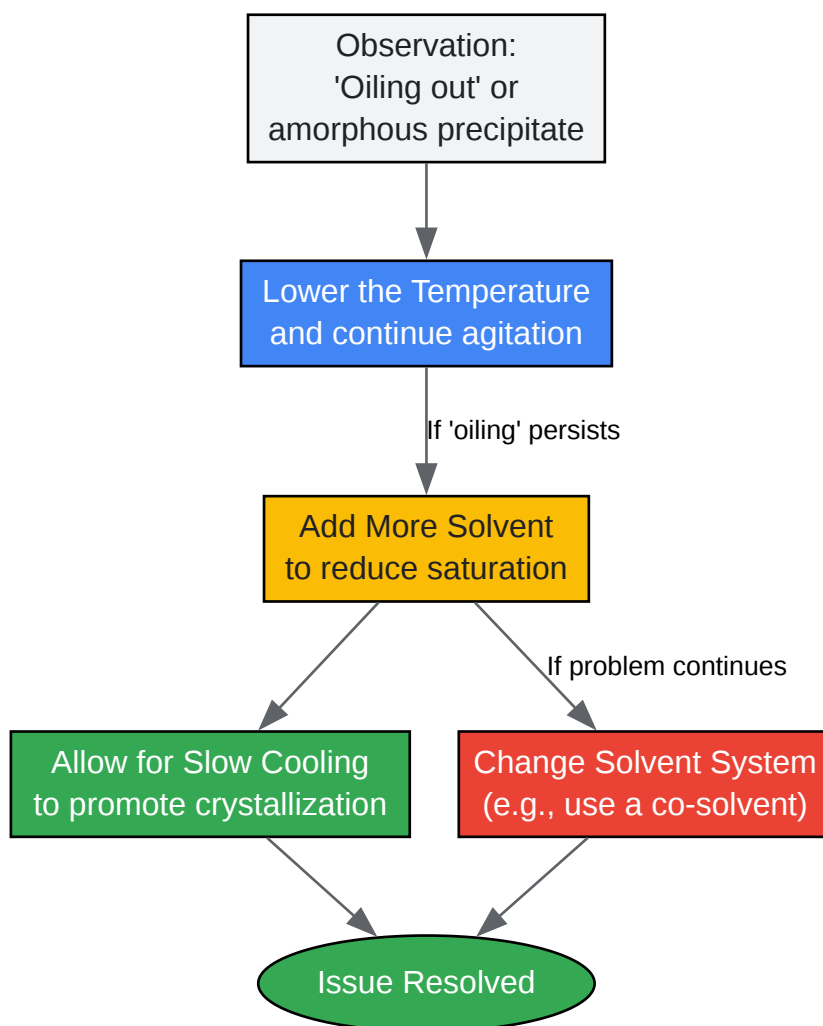 Observation:
'Oiling out' or
amorphous precipitate
Lower the Temperature
and continue agitation
If 'oiling' persists
Add More Solvent
to reduce saturation
If problem continues
Allow for Slow Cooling
to promote crystallization
Change Solvent System
(e.g., use a co-solvent)
Issue Resolved